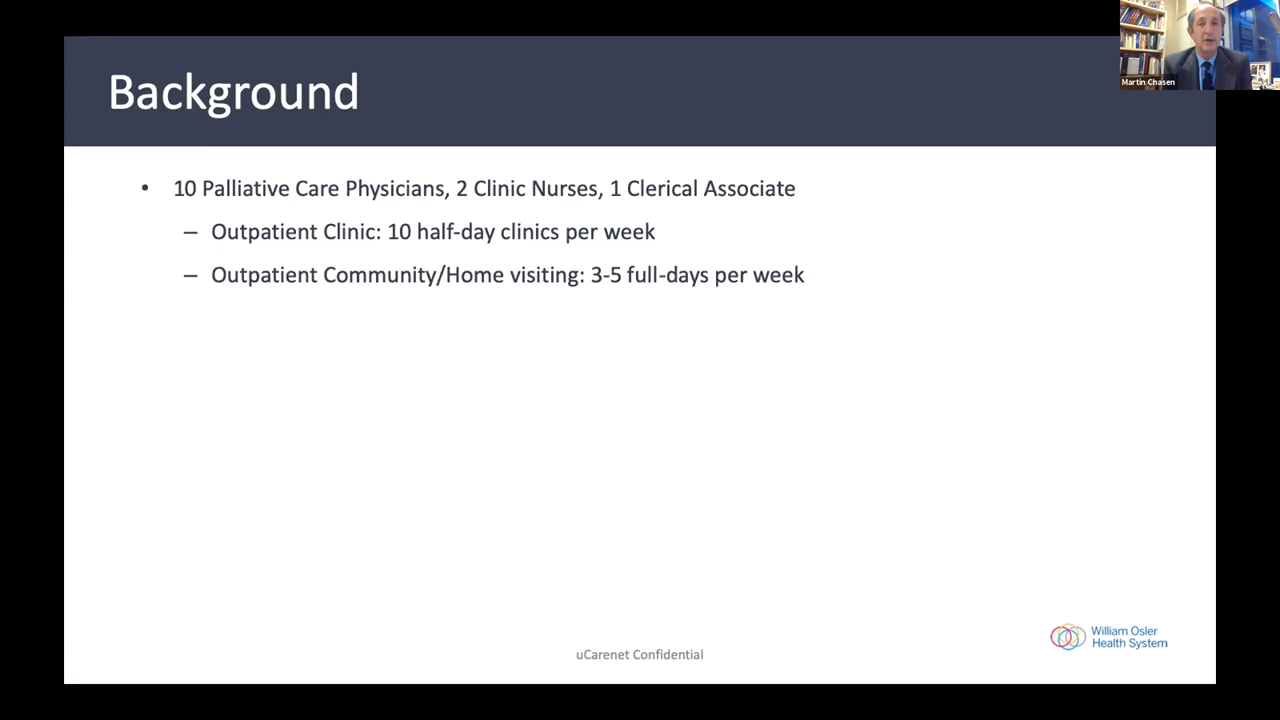 Background
Martin Chasen
• 10 Palliative Care Physicians, 2 Clinic Nurses, 1 Clerical Associate
– Outpatient Clinic: 10 half-day clinics per week
– Outpatient Community/Home visiting: 3-5 full-days per week
William Osler
Health System
uCarenet Confidential